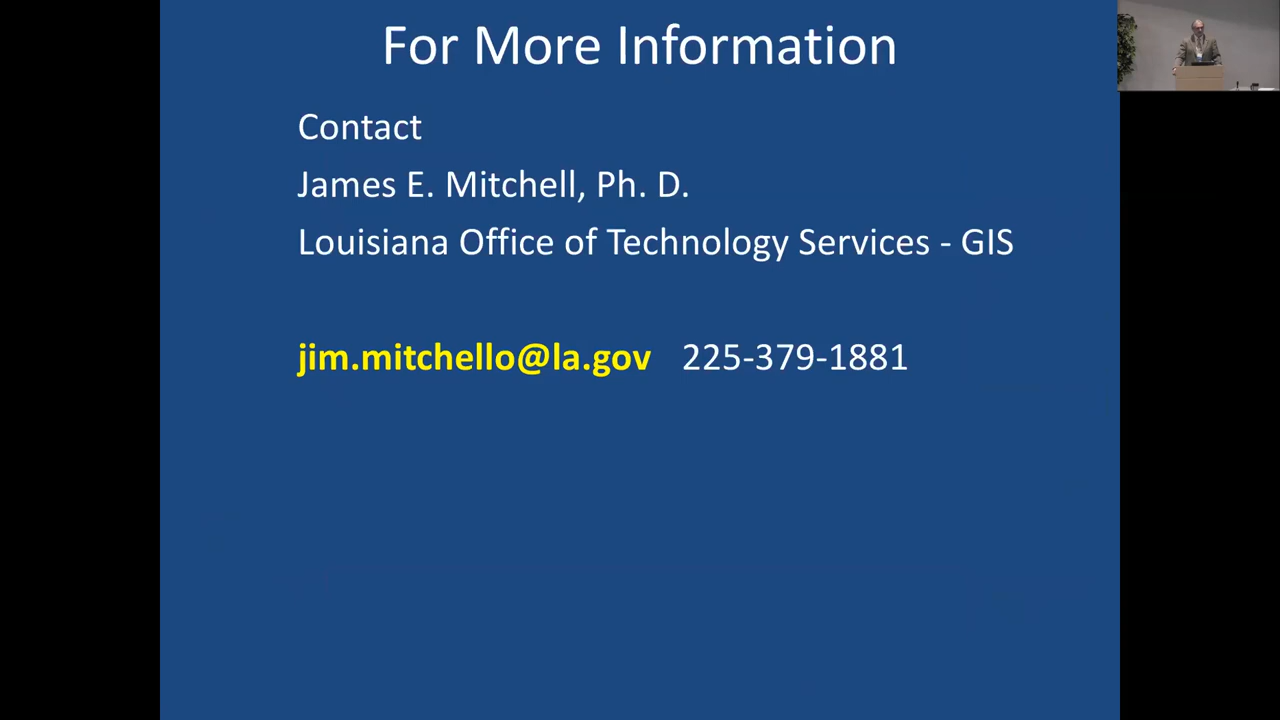 For More Information
Contact
James E. Mitchell, Ph. D.
Louisiana Office of Technology Services - GIS
jim.mitchello@la.gov 225-379-1881